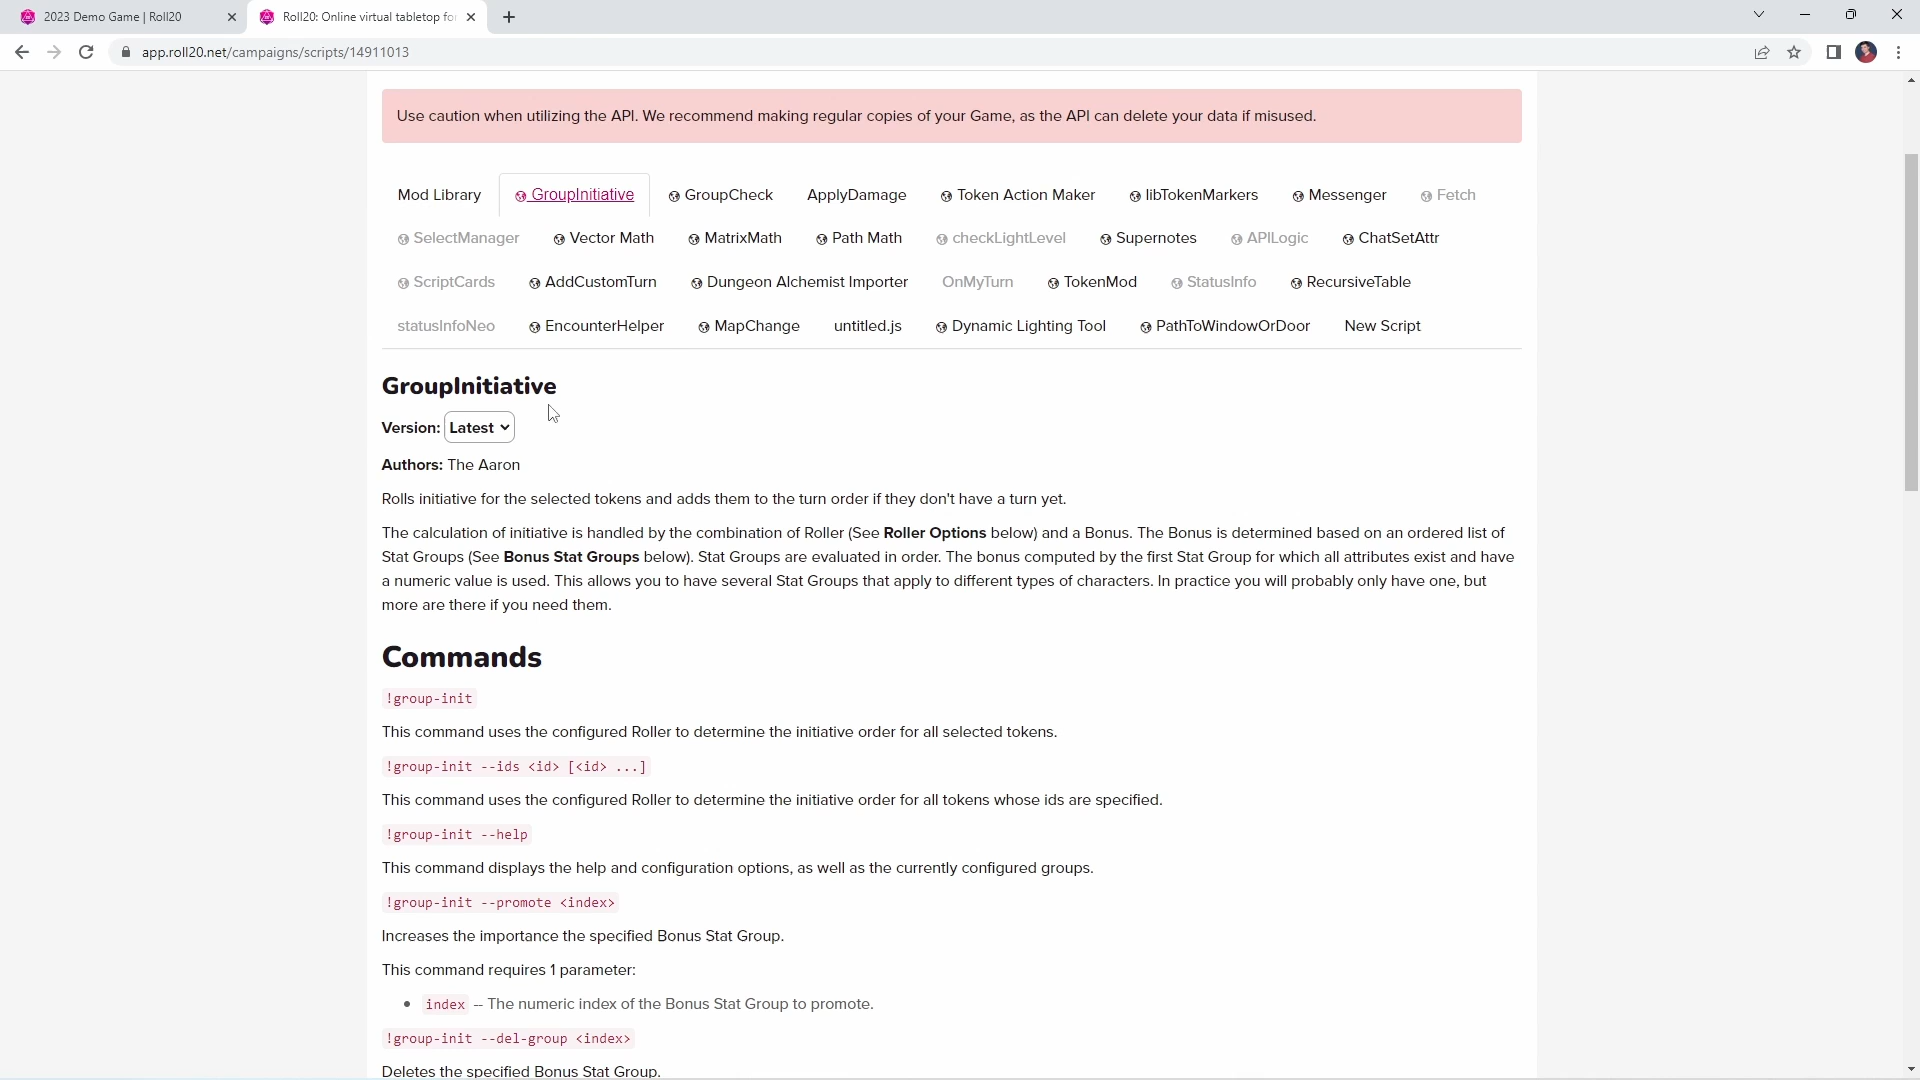 2023 Demo Game | Roll20
Roll20: Online virtual tabletop for
app.roll20.net/campaigns/scripts/14911013
Use caution when utilizing the API. We recommend making regular copies of your Game, as the API can delete your data if misused.
Mod Library GroupInitiative GroupCheck ApplyDamage Token Action Maker libTokenMarkers Messenger Fetch
SelectManager Vector Math MatrixMath Path Math checkLightLevel Supernotes APILogic ChatSetAttr
ScriptCards AddCustomTurn Dungeon Alchemist Importer OnMyTurn TokenMod StatusInfo RecursiveTable
statusInfoNeo EncounterHelper MapChange untitled.js Dynamic Lighting Tool PathToWindowOrDoor New Script
GroupInitiative
Version: Latest
Authors: The Aaron
Rolls initiative for the selected tokens and adds them to the turn order if they don't have a turn yet.
The calculation of initiative is handled by the combination of Roller (See Roller Options below) and a Bonus. The Bonus is determined based on an ordered list of
Stat Groups (See Bonus Stat Groups below). Stat Groups are evaluated in order. The bonus computed by the first Stat Group for which all attributes exist and have
a numeric value is used. This allows you to have several Stat Groups that apply to different types of characters. In practice you will probably only have one, but
more are there if you need them.
Commands
!group-init
This command uses the configured Roller to determine the initiative order for all selected tokens.
!group-init --ids <id> [<id> ...]
This command uses the configured Roller to determine the initiative order for all tokens whose ids are specified.
!group-init --help
This command displays the help and configuration options, as well as the currently configured groups.
!group-init --promote <index>
Increases the importance the specified Bonus Stat Group.
This command requires 1 parameter:
• index -- The numeric index of the Bonus Stat Group to promote.
!group-init --del-group <index>
Deletes the specified Bonus Stat Group.